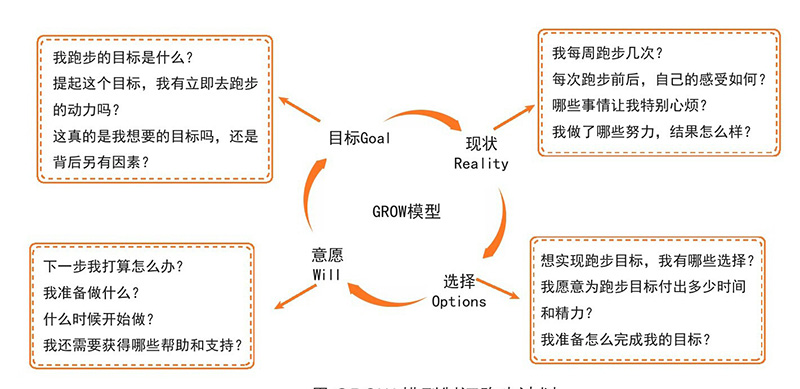 我跑步的目标是什么？
提起这个目标，我有立即去跑步
的动力吗？
这真的是我想要的目标吗，还是
背后另有因素？
我每周跑步几次？
每次跑步前后，自己的感受如何？
哪些事情让我特别心烦？
我做了哪些努力，结果怎么样？
目标Goal
现状
Reality
GROW模型
意愿
Will
选择
Options
下一步我打算怎么办？
我准备做什么？
什么时候开始做？
我还需要获得哪些帮助和支持？
想实现跑步目标，我有哪些选择？
我愿意为跑步目标付出多少时间
和精力？
我准备怎么完成我的目标？